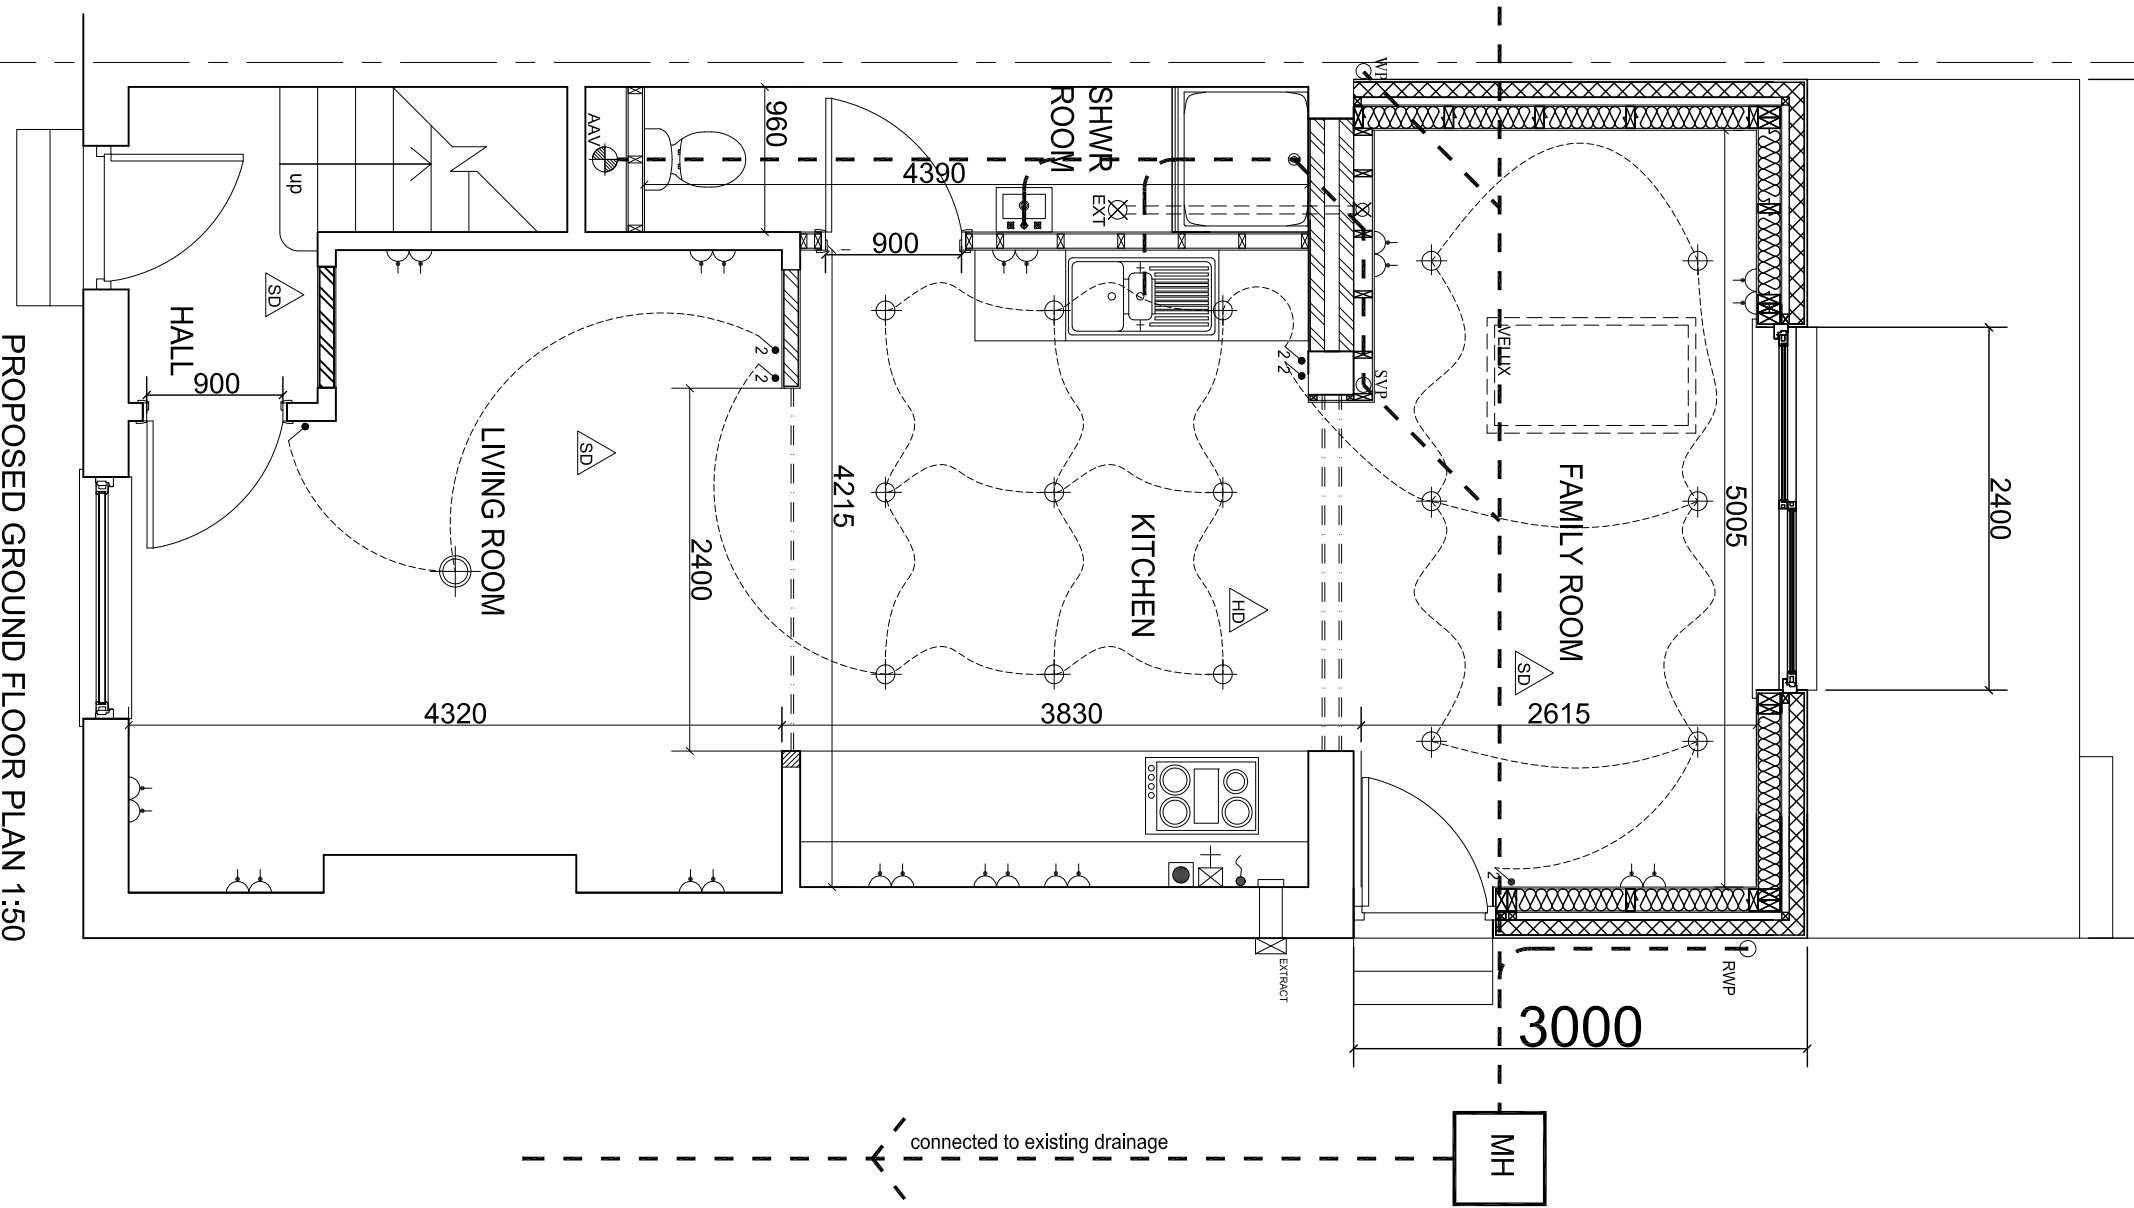 WP
960
SHWR
ROOM
AAV
4390
up
EXT
900
SD
HALL
2
2
2
2
VELUX
SVP
900
2400
LIVING ROOM
SD
4215
5005
FAMILY ROOM
KITCHEN
2400
HD
SD
4320
3830
2615
2
PROPOSED GROUND FLOOR PLAN 1:50
EXTRACT
RWP
3000
connected to existing drainage
MH